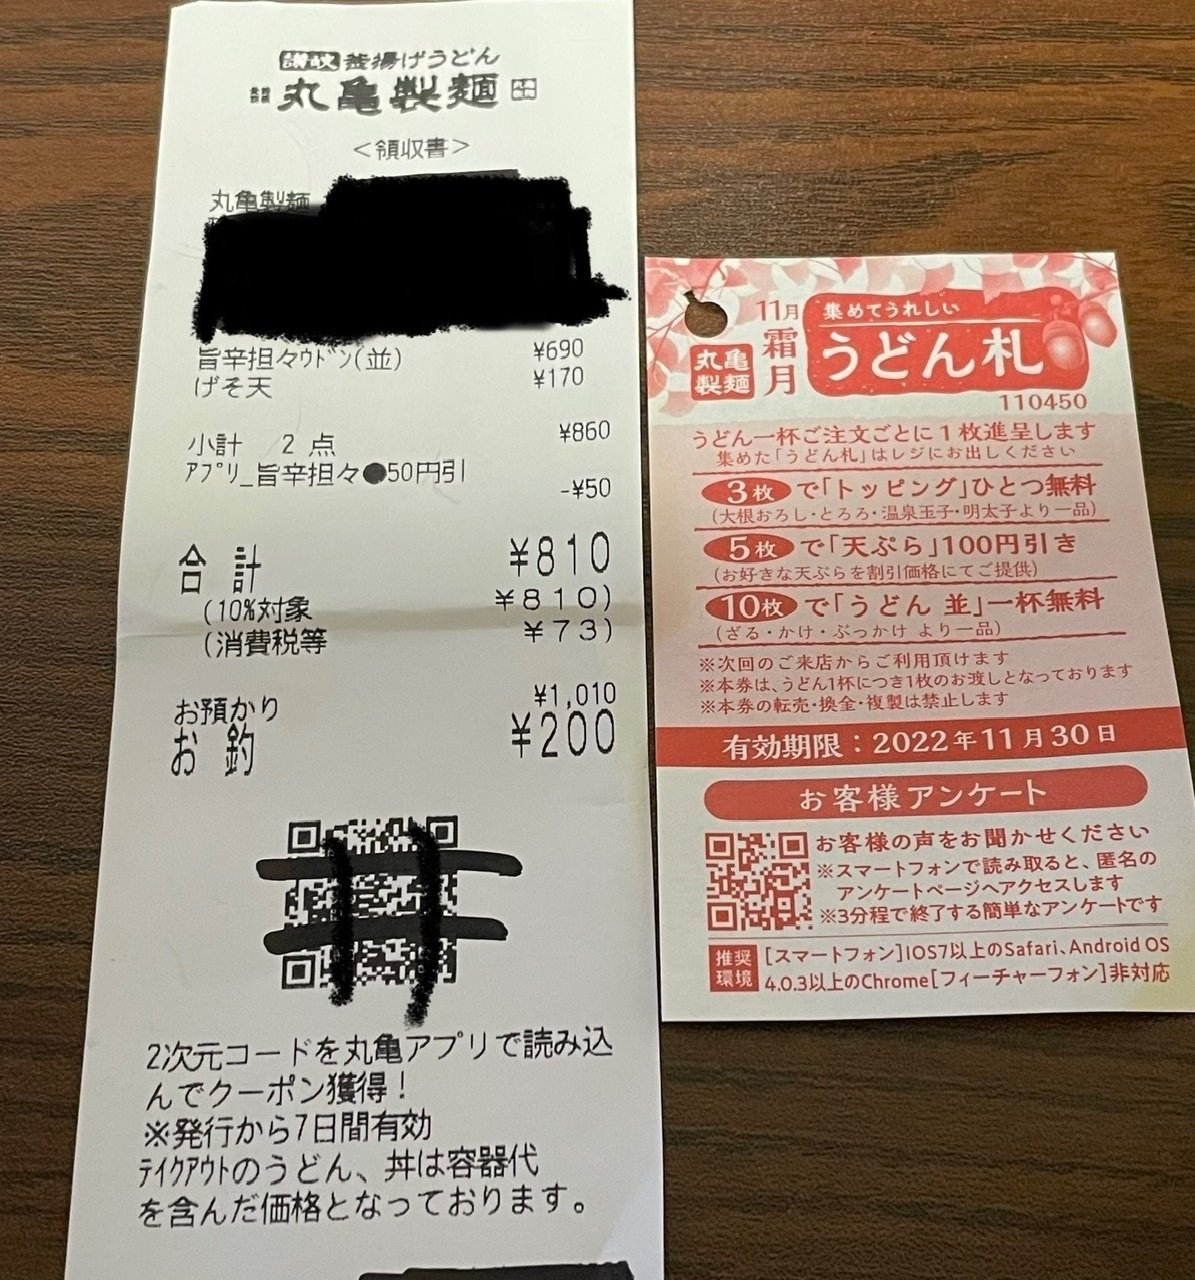 讃岐 釜揚げうどん
丸亀製麺
<領収書>
丸亀製麺
旨辛担々ウドン(並) ¥690
げそ天 ¥170
小計 2 点 ¥860
アプリ_旨辛担々●50円引 -¥50
合計 ¥810
(10%対象 ¥810)
(消費税等 ¥73)
お預かり ¥1,010
お釣 ¥200
2次元コードを丸亀アプリで読み込
んでクーポン獲得！
※発行から7日間有効
テイクアウトのうどん、丼は容器代
を含んだ価格となっております。
丸亀
製麺
11月
霜月
集めてうれしい
うどん札
110450
うどん一杯ご注文ごとに1枚進呈します
集めた「うどん札」はレジにお出しください
3枚で「トッピング」ひとつ無料
(大根おろし・とろろ・温泉玉子・明太子より一品)
5枚で「天ぷら」100円引き
(お好きな天ぷらを割引価格にてご提供)
10枚で「うどん 並」一杯無料
(ざる・かけ・ぶっかけ より一品)
※次回のご来店からご利用頂けます
※本券は、うどん1杯につき1枚のお渡しとなっております
※本券の転売・換金・複製は禁止します
有効期限：2022年11月30日
お客様アンケート
お客様の声をお聞かせください
※スマートフォンで読み取ると、匿名の
アンケートページへアクセスします
※3分程で終了する簡単なアンケートです
推奨
環境
[スマートフォン]IOS7以上のSafari、Android OS
4.0.3以上のChrome[フィーチャーフォン]非対応